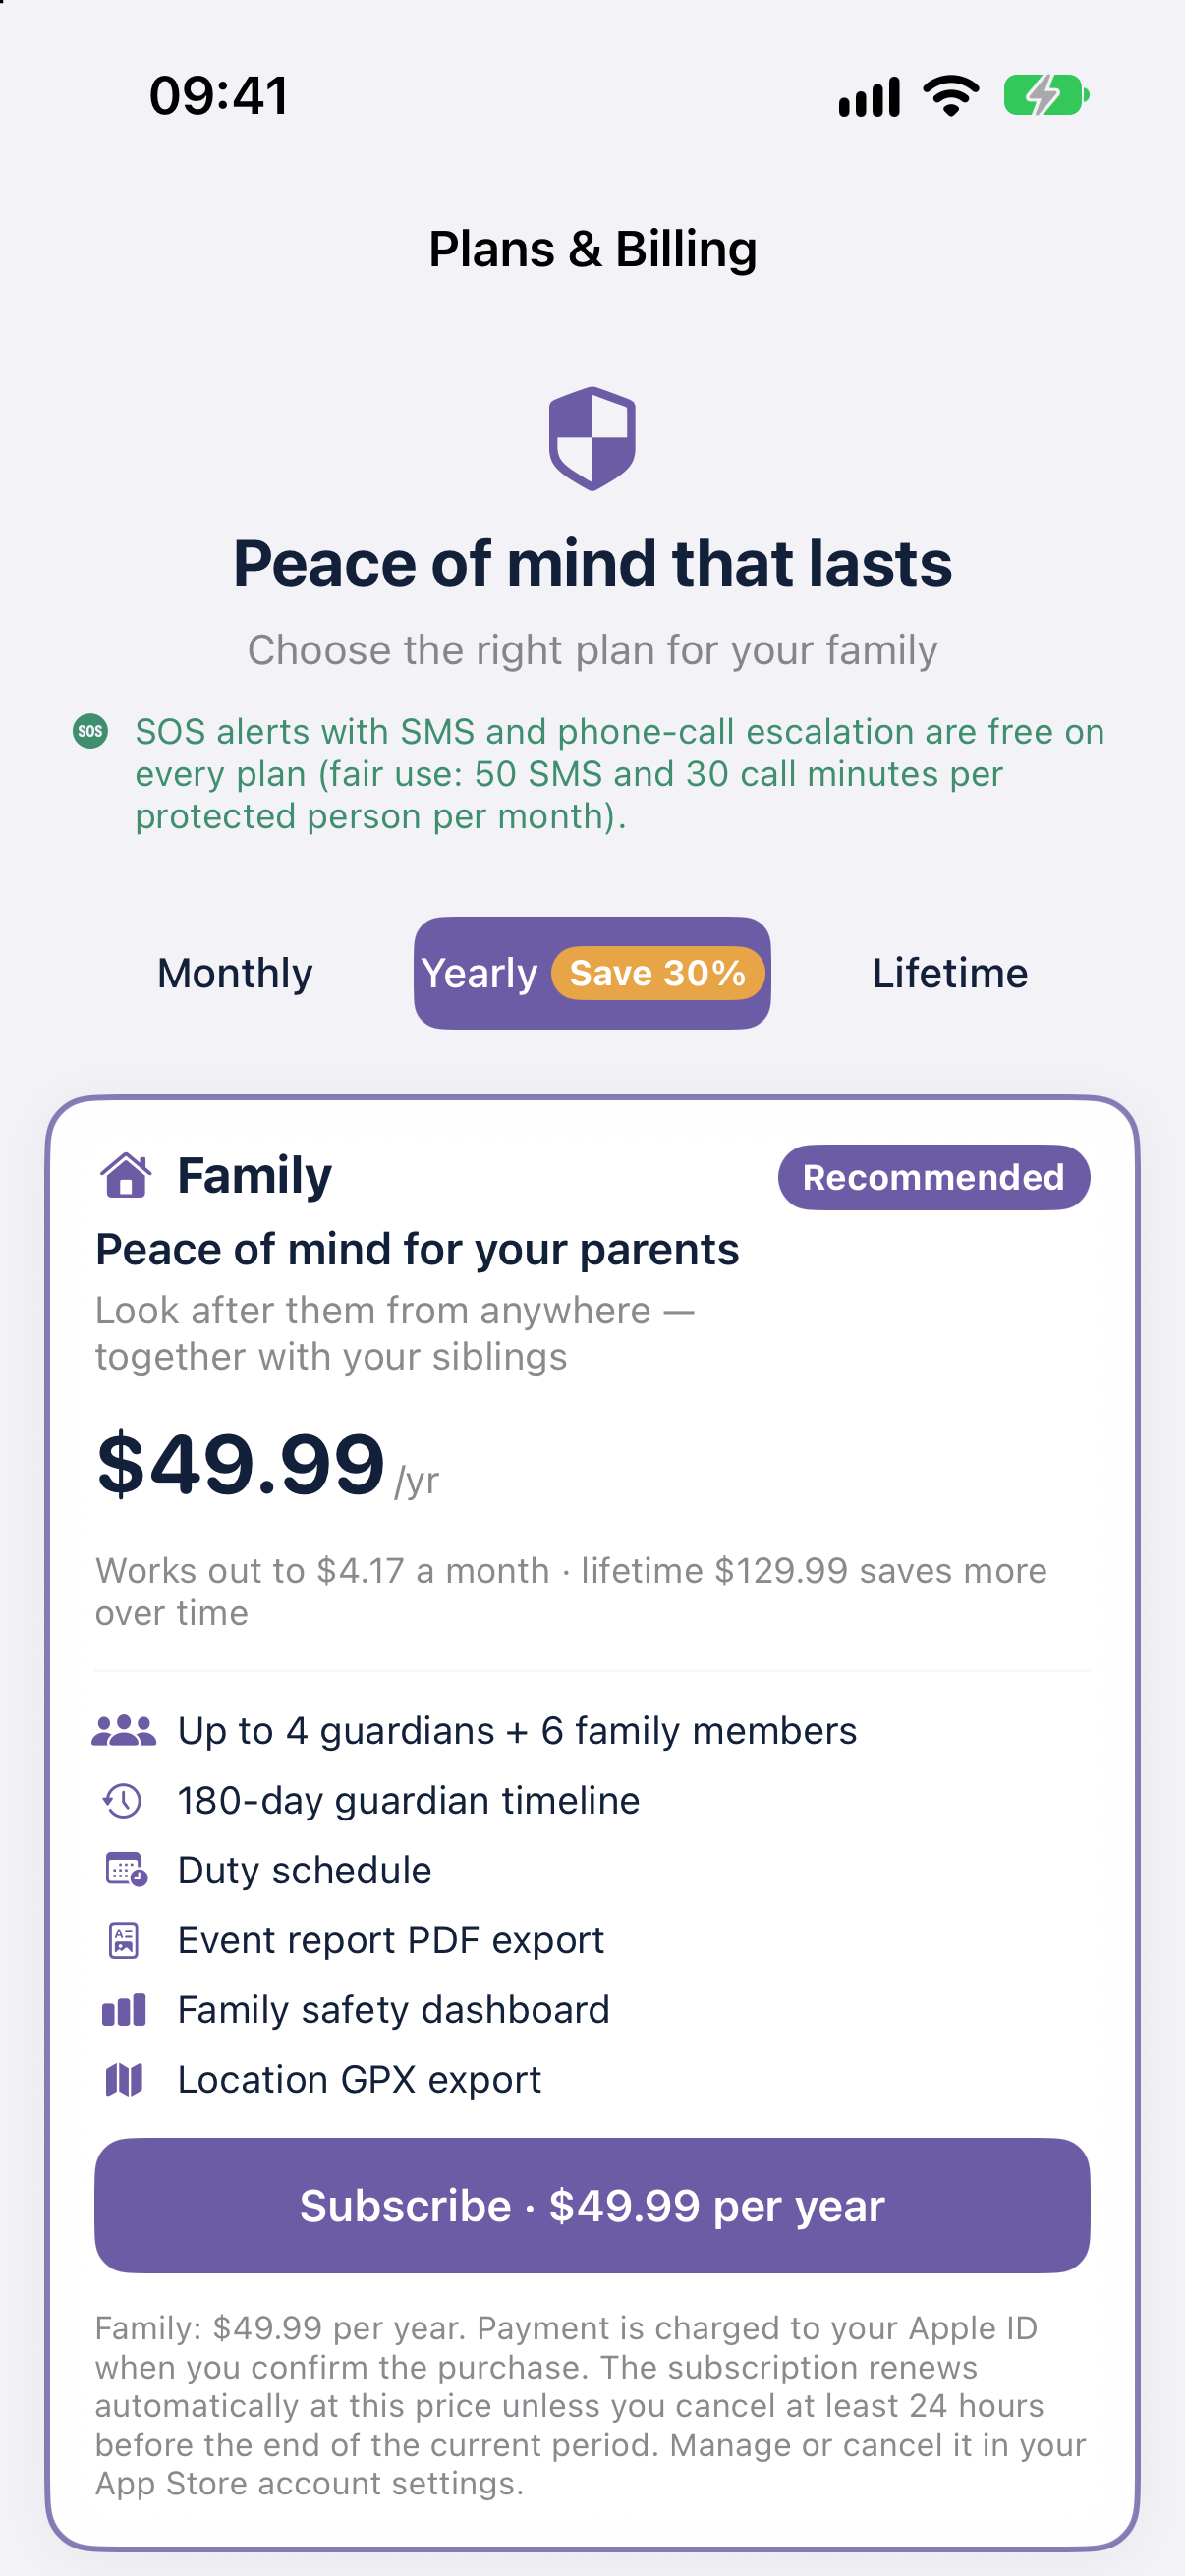 09:41
Plans & Billing
Peace of mind that lasts
Choose the right plan for your family
SOS
SOS alerts with SMS and phone-call escalation are free on
every plan (fair use: 50 SMS and 30 call minutes per
protected person per month).
Monthly
Yearly Save 30%
Lifetime
Family
Recommended
Peace of mind for your parents
Look after them from anywhere —
together with your siblings
$49.99 /yr
Works out to $4.17 a month · lifetime $129.99 saves more
over time
Up to 4 guardians + 6 family members
180-day guardian timeline
Duty schedule
Event report PDF export
Family safety dashboard
Location GPX export
Subscribe · $49.99 per year
Family: $49.99 per year. Payment is charged to your Apple ID
when you confirm the purchase. The subscription renews
automatically at this price unless you cancel at least 24 hours
before the end of the current period. Manage or cancel it in your
App Store account settings.